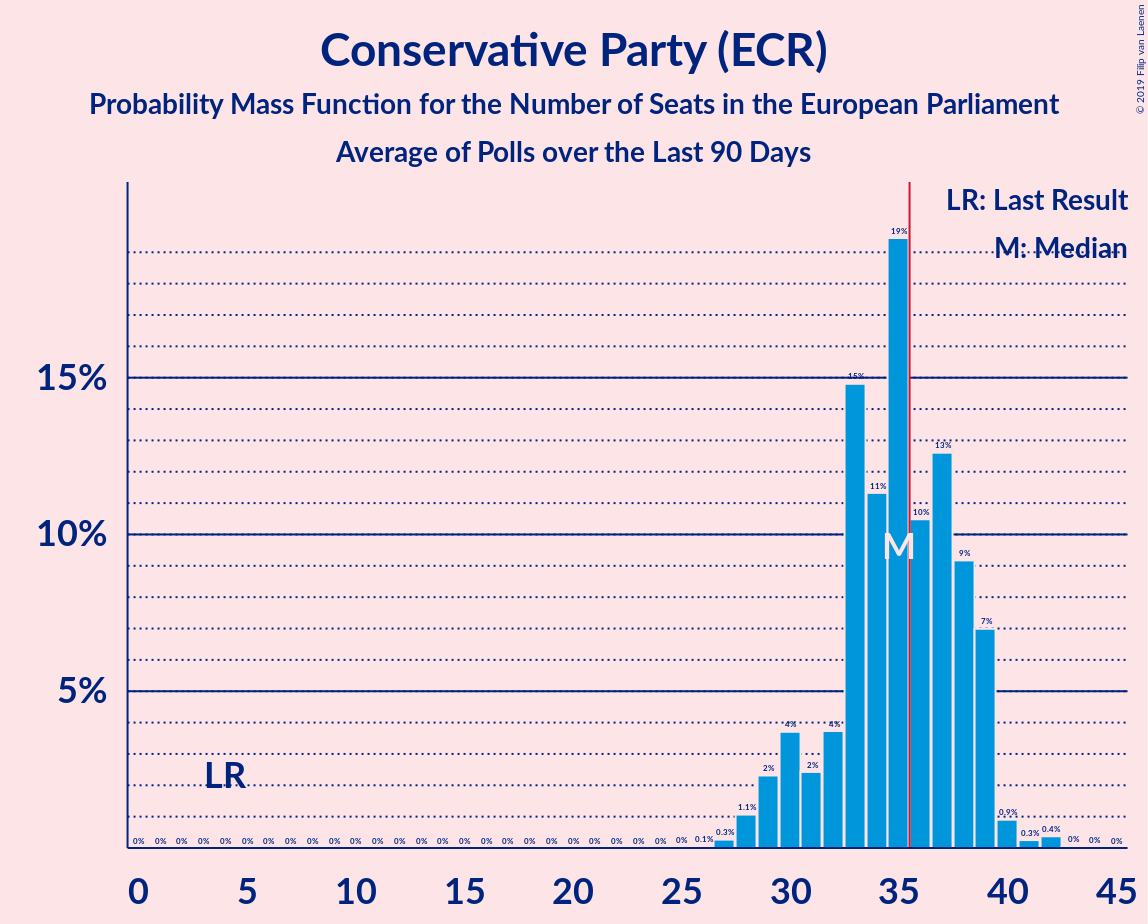 © 2019 Filip van Laenen
Conservative Party (ECR)
Probability Mass Function for the Number of Seats in the European Parliament
Average of Polls over the Last 90 Days
LR: Last Result
M: Median
19%
15%
15%
13%
11%
10%
10%
M
9%
7%
5%
4%
4%
2%
2%
LR
1.1%
0.9%
0% 0% 0% 0% 0% 0% 0% 0% 0% 0% 0% 0% 0% 0% 0% 0% 0% 0% 0% 0% 0% 0% 0% 0% 0% 0% 0.1% 0.3% 0.3% 0.4% 0% 0% 0%
0 5 10 15 20 25 30 35 40 45